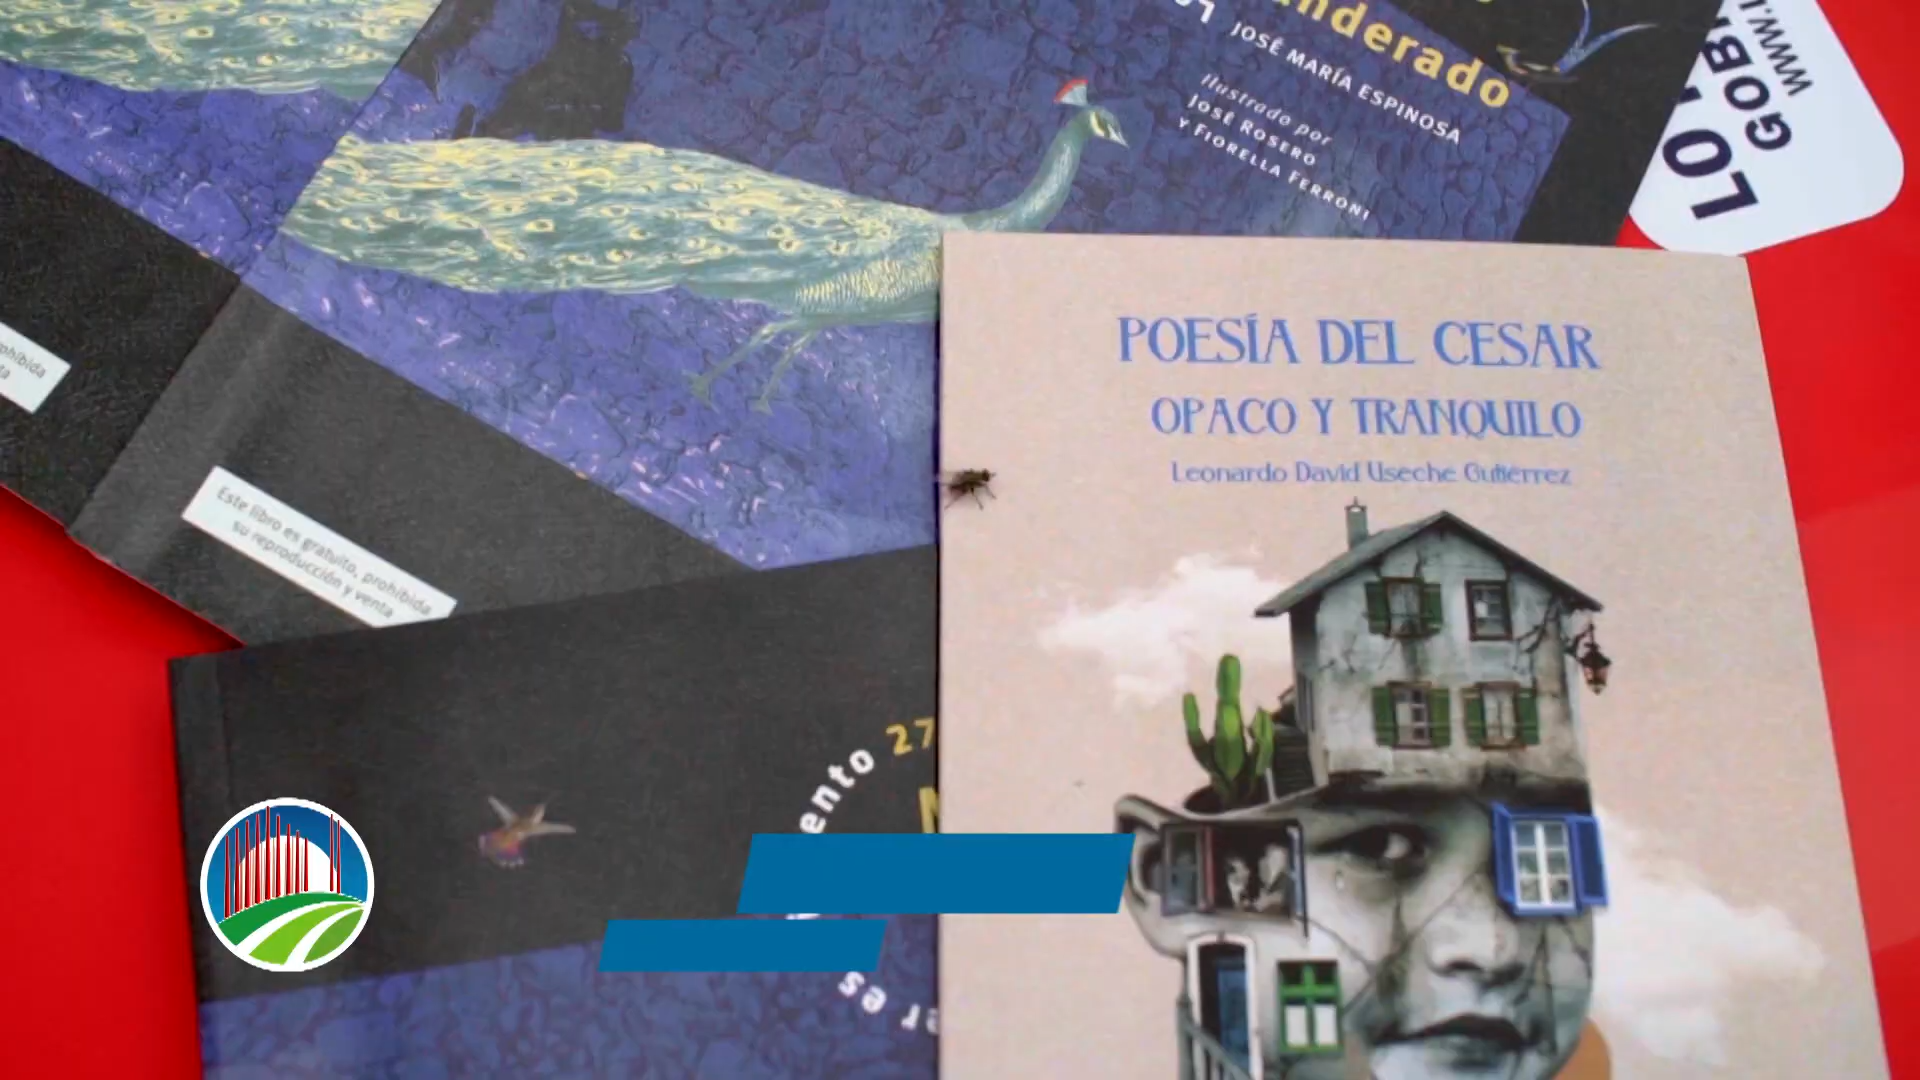 nderado
JOSÉ MARÍA ESPINOSA
Ilustrado por
JOSÉ ROSERO
Y FIORELLA FERRONI
WWW.
GOB
LO
POESÍA DEL CESAR
OPACO Y TRANQUILO
Leonardo David Useche Gutiérrez
prohibida
Este libro es gratuito, prohibida
su reproducción y venta
ento 27